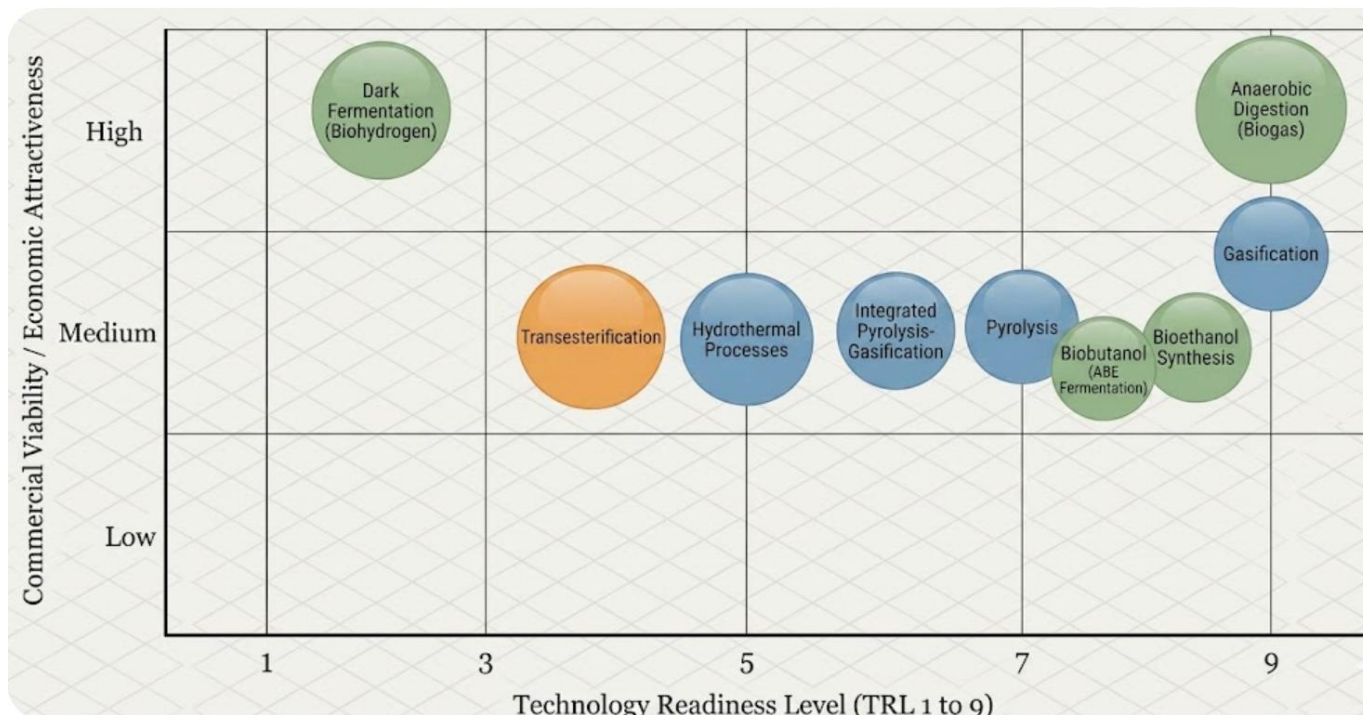 Commercial Viability / Economic Attractiveness
High
Medium
Low
Dark
Fermentation
(Biohydrogen)
Anaerobic
Digestion
(Biogas)
Gasification
Transesterification
Hydrothermal
Processes
Integrated
Pyrolysis-
Gasification
Pyrolysis
Biobutanol
(ABE
Fermentation)
Bioethanol
Synthesis
1 3 5 7 9
Technology Readiness Level (TRL 1 to 9)